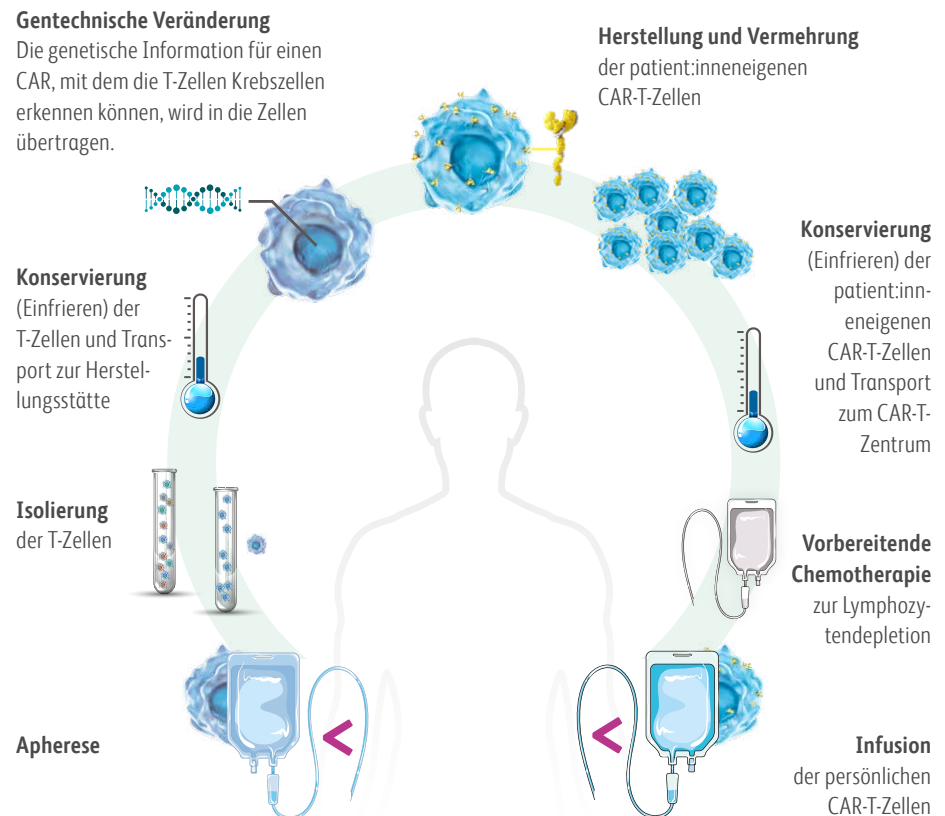 Gentechnische Veränderung
Die genetische Information für einen
CAR, mit dem die T-Zellen Krebszellen
erkennen können, wird in die Zellen
übertragen.
Herstellung und Vermehrung
der patient:inneneigenen
CAR-T-Zellen
Konservierung
(Einfrieren) der
T-Zellen und Trans-
port zur Herstel-
lungsstätte
Konservierung
(Einfrieren) der
patient:inn-
eneigenen
CAR-T-Zellen
und Transport
zum CAR-T-
Zentrum
Isolierung
der T-Zellen
Vorbereitende
Chemotherapie
zur Lymphozy-
tendepletion
Apherese
Infusion
der persönlichen
CAR-T-Zellen